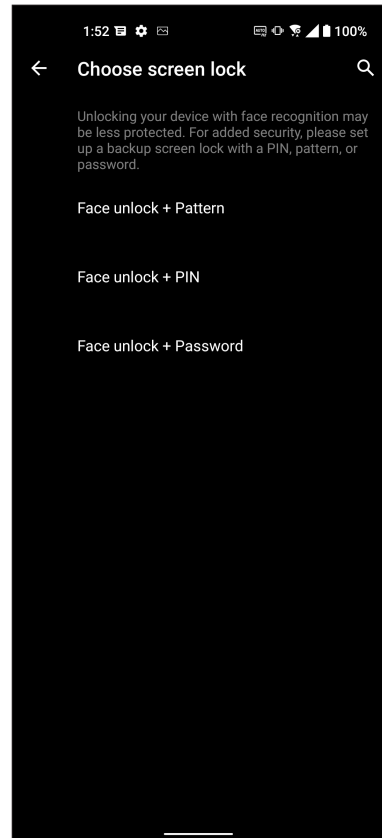 1:52 100%
Choose screen lock
Unlocking your device with face recognition may
be less protected. For added security, please set
up a backup screen lock with a PIN, pattern, or
password.
Face unlock + Pattern
Face unlock + PIN
Face unlock + Password